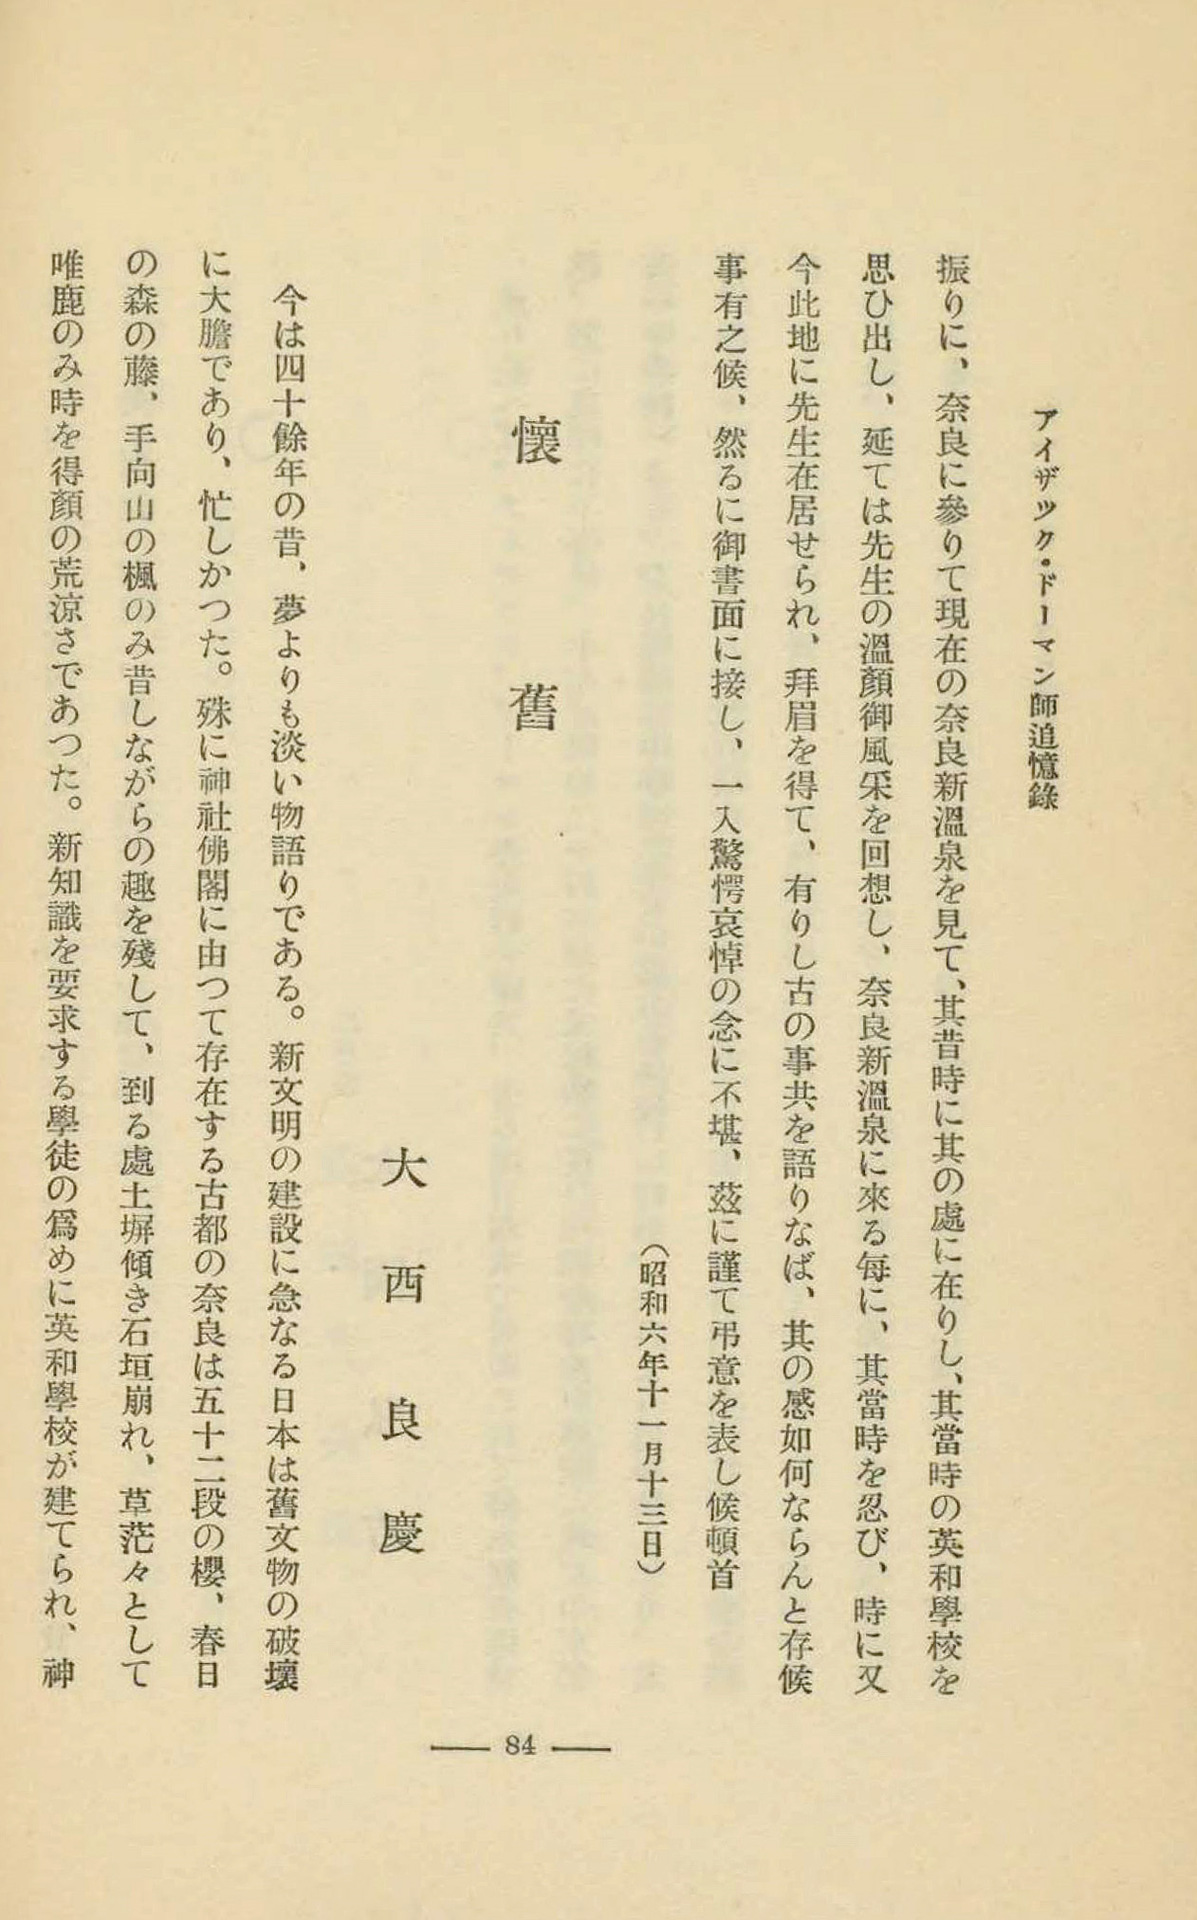 アイザック・ドーマン師追憶錄
振りに、奈良に參りて現在の奈良新溫泉を見て、其昔時に其の處に在りし、其當時の英和學校を
思ひ出し、延ては先生の溫顏御風采を回想し、奈良新溫泉に來る每に、其當時を忍び、時に又
今此地に先生在居せられ、拜眉を得て、有りし古の事共を語りなば、其の感如何ならんと存候
事有之候、然るに御書面に接し、一入驚愕哀悼の念に不堪、茲に謹て弔意を表し候頓首
（昭和六年十一月十三日）
懷舊
大西良慶
今は四十餘年の昔、夢よりも淡い物語りである。新文明の建設に急なる日本は舊文物の破壞
に大膽であり、忙しかつた。殊に神社佛閣に由つて存在する古都の奈良は五十二段の櫻、春日
の森の藤、手向山の楓のみ昔しながらの趣を殘して、到る處土塀傾き石垣崩れ、草茫々として
唯鹿のみ時を得顏の荒涼さであつた。新知識を要求する學徒の爲めに英和學校が建てられ、神
84